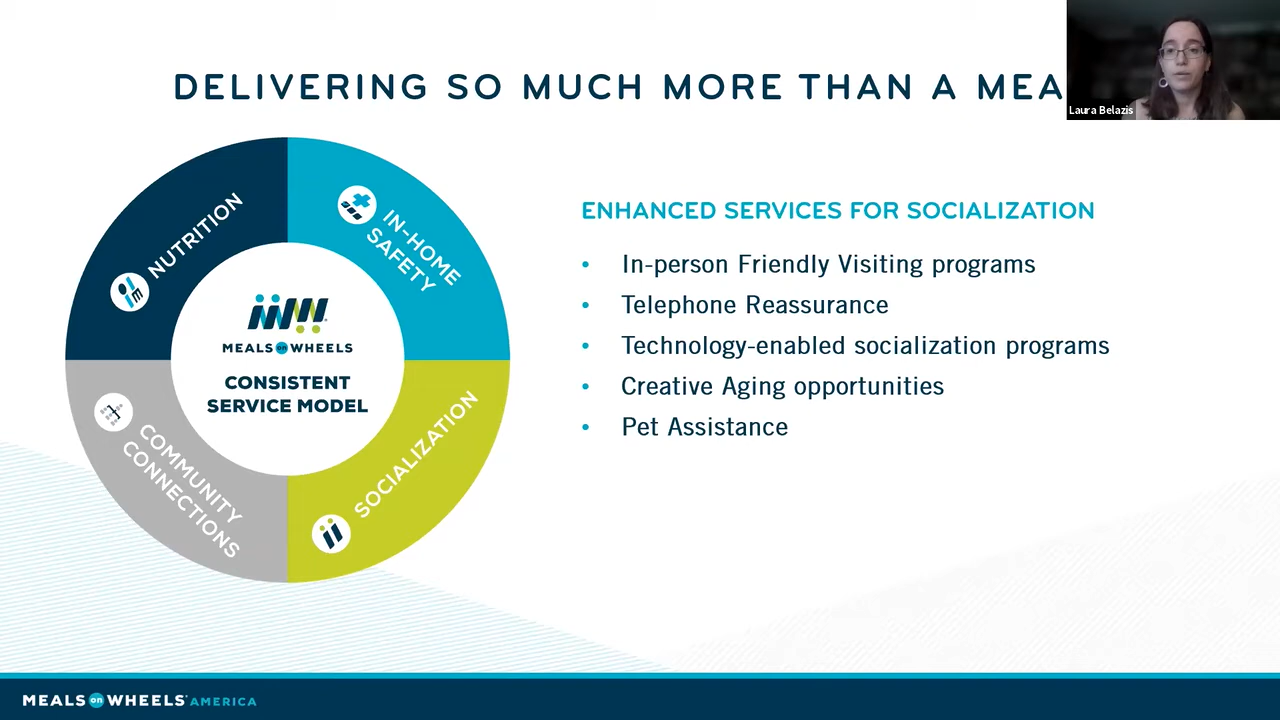 DELIVERING SO MUCH MORE THAN A MEA
Laura Belazis
NUTRITION
IN-HOME
SAFETY
MEALS on WHEELS
CONSISTENT
SERVICE MODEL
COMMUNITY
CONNECTIONS
SOCIALIZATION
ENHANCED SERVICES FOR SOCIALIZATION
• In-person Friendly Visiting programs
• Telephone Reassurance
• Technology-enabled socialization programs
• Creative Aging opportunities
• Pet Assistance
MEALS on WHEELS AMERICA